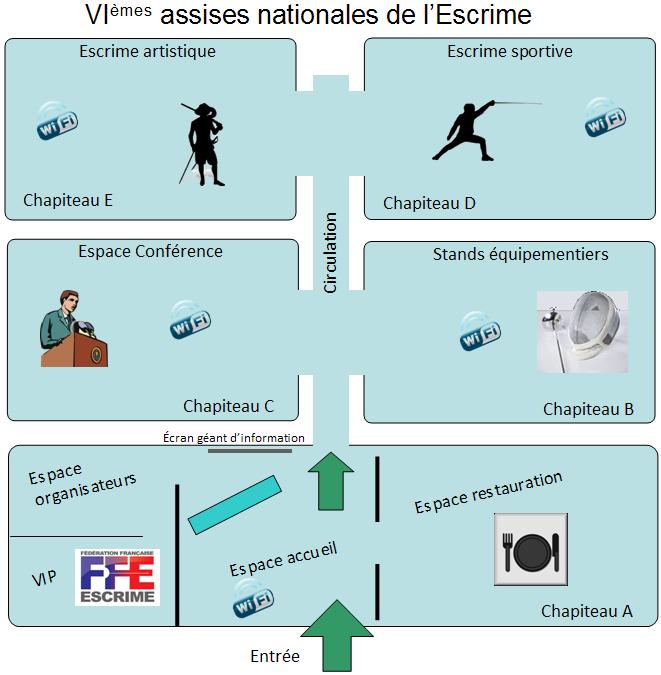 VIèmes assises nationales de l'Escrime
Escrime artistique
WiFi
Chapiteau E
Escrime sportive
WiFi
Chapiteau D
Circulation
Espace Conférence
WiFi
Chapiteau C
Stands équipementiers
WiFi
Chapiteau B
Écran géant d'information
Espace
organisateurs
VIP
FÉDÉRATION FRANÇAISE
FFE
ESCRIME
Espace accueil
WiFi
Espace restauration
Chapiteau A
Entrée